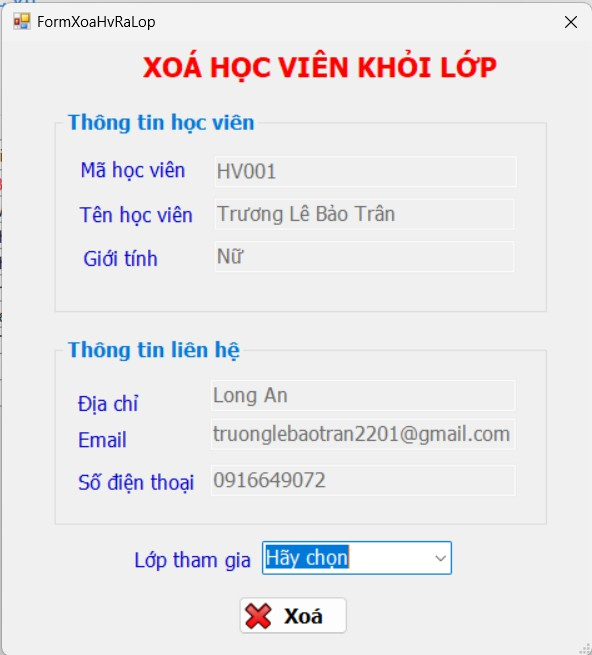 FormXoaHvRaLop
XOÁ HỌC VIÊN KHỎI LỚP
Thông tin học viên
Mã học viên HV001
Tên học viên Trương Lê Bảo Trân
Giới tính Nữ
Thông tin liên hệ
Địa chỉ Long An
Email truonglebaotran2201@gmail.com
Số điện thoại 0916649072
Lớp tham gia Hãy chọn
Xoá